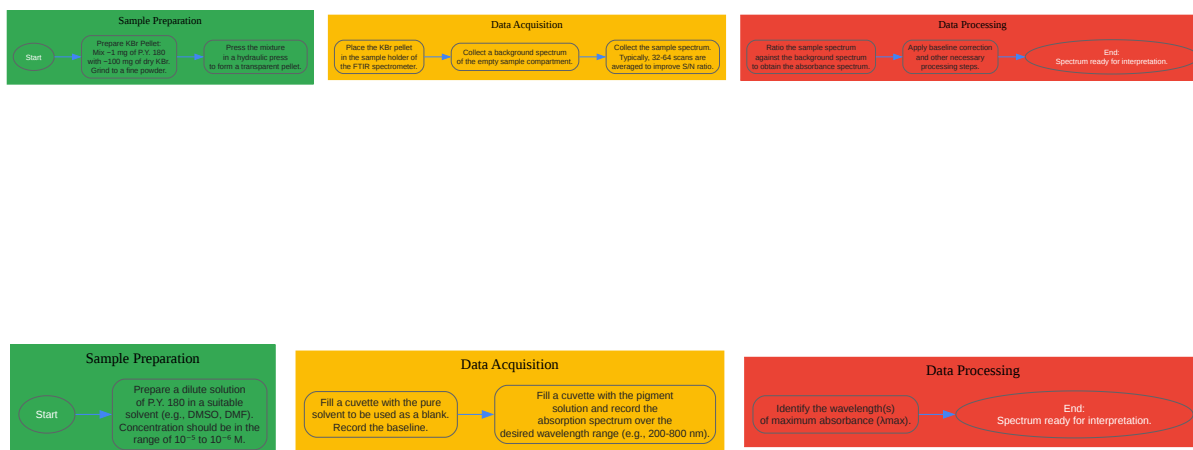 Sample Preparation
Start
Prepare KBr Pellet:
Mix ~1 mg of P.Y. 180
with ~100 mg of dry KBr.
Grind to a fine powder.
Press the mixture
in a hydraulic press
to form a transparent pellet.
Data Acquisition
Place the KBr pellet
in the sample holder of
the FTIR spectrometer.
Collect a background spectrum
of the empty sample compartment.
Collect the sample spectrum.
Typically, 32-64 scans are
averaged to improve S/N ratio.
Data Processing
Ratio the sample spectrum
against the background spectrum
to obtain the absorbance spectrum.
Apply baseline correction
and other necessary
processing steps.
End:
Spectrum ready for interpretation.
Sample Preparation
Start
Prepare a dilute solution
of P.Y. 180 in a suitable
solvent (e.g., DMSO, DMF).
Concentration should be in the
range of 10⁻⁵ to 10⁻⁶ M.
Data Acquisition
Fill a cuvette with the pure
solvent to be used as a blank.
Record the baseline.
Fill a cuvette with the pigment
solution and record the
absorption spectrum over the
desired wavelength range (e.g., 200-800 nm).
Data Processing
Identify the wavelength(s)
of maximum absorbance (λmax).
End:
Spectrum ready for interpretation.